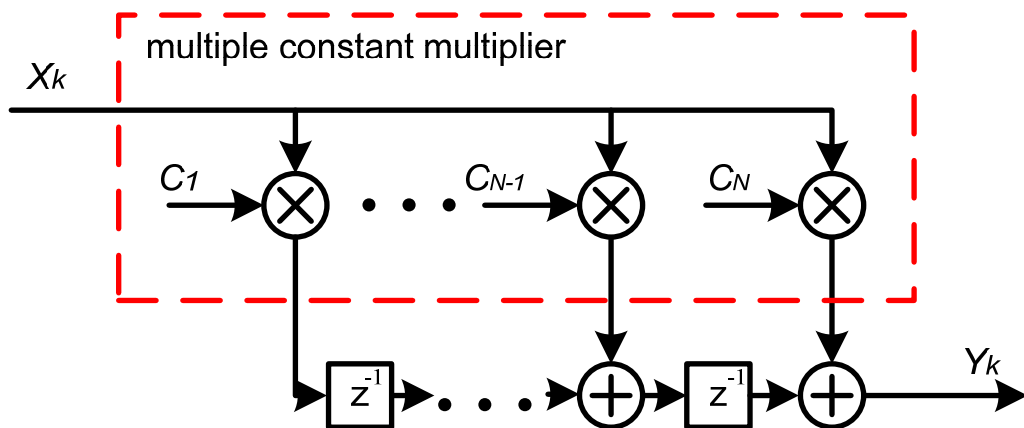 multiple constant multiplier
Xk
C1
CN-1
CN
z-1
z-1
Yk